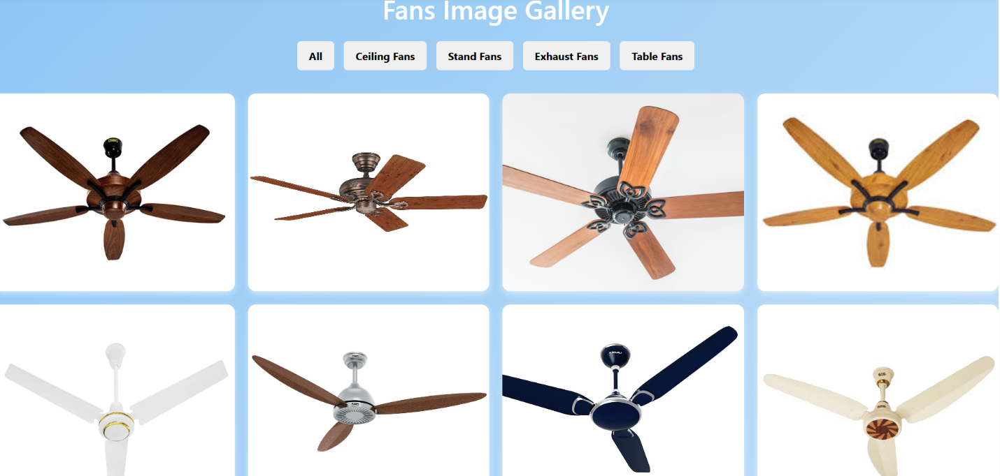 Fans Image Gallery
All
Ceiling Fans
Stand Fans
Exhaust Fans
Table Fans